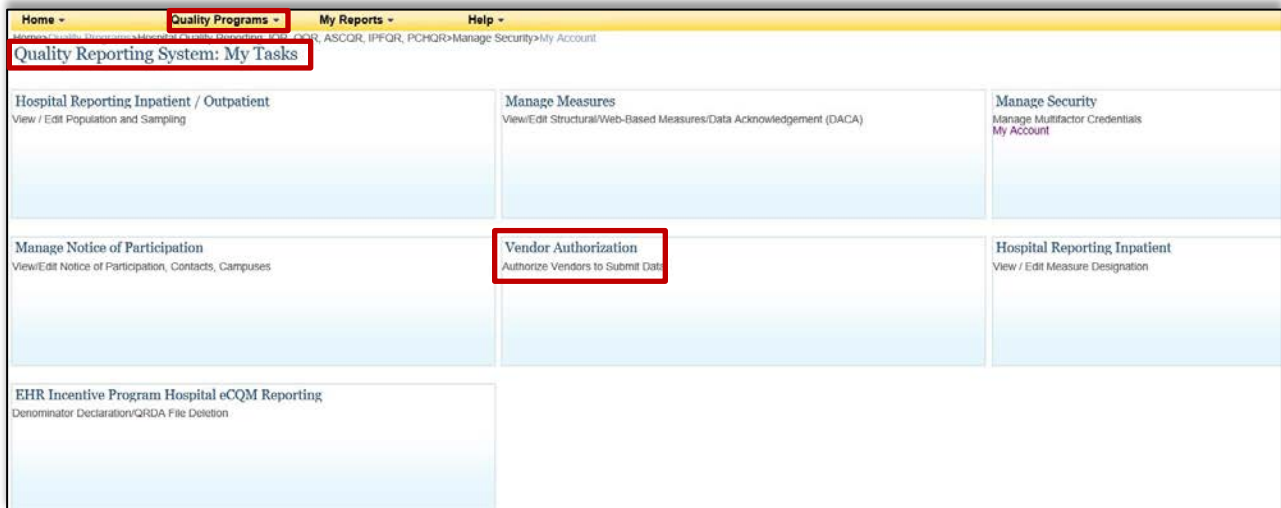 Home Quality Programs My Reports Help
Home>Quality Programs>Hospital Quality Reporting, IQR, OQR, ASCQR, IPFQR, PCHQR>Manage Security>My Account
Quality Reporting System: My Tasks
Hospital Reporting Inpatient / Outpatient
View / Edit Population and Sampling
Manage Measures
View/Edit Structural/Web-Based Measures/Data Acknowledgement (DACA)
Manage Security
Manage Multifactor Credentials
My Account
Manage Notice of Participation
View/Edit Notice of Participation, Contacts, Campuses
Vendor Authorization
Authorize Vendors to Submit Data
Hospital Reporting Inpatient
View / Edit Measure Designation
EHR Incentive Program Hospital eCQM Reporting
Denominator Declaration/QRDA File Deletion